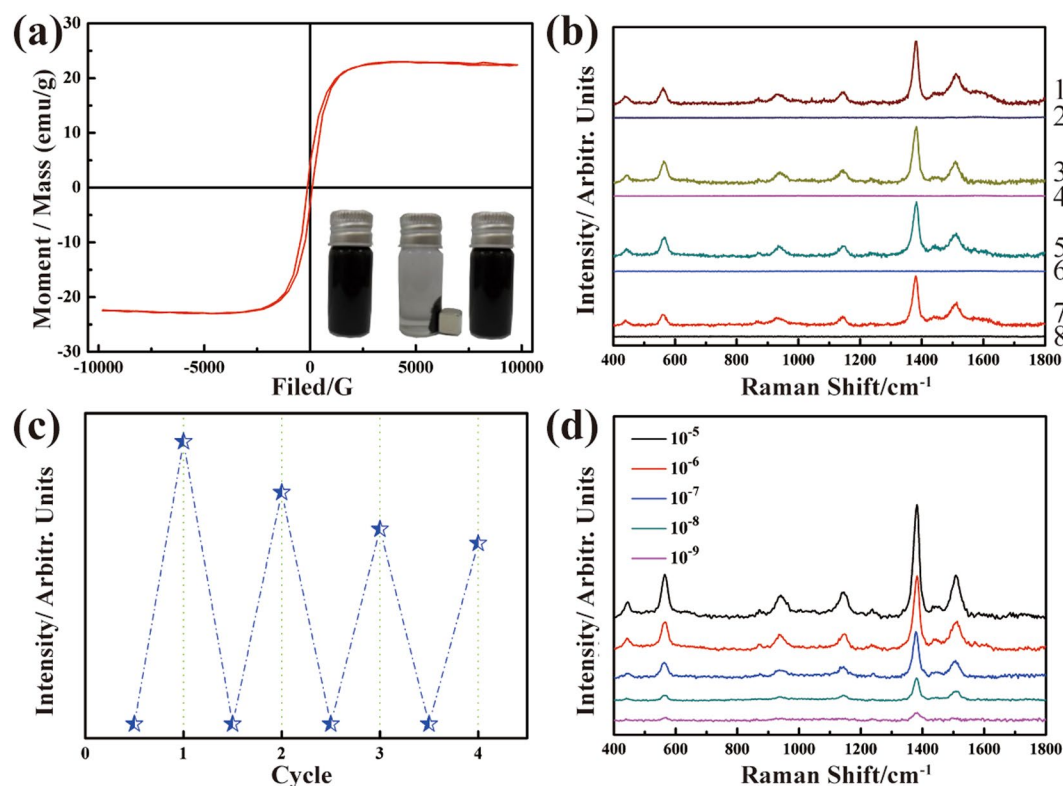 (a)
30
20
10
0
-10
-20
-30
Moment / Mass (emu/g)
-10000 -5000 0 5000 10000
Filed/G
(b)
Intensity/ Arbitr. Units
1
2
3
4
5
6
7
8
400 600 800 1000 1200 1400 1600 1800
Raman Shift/cm⁻¹
(c)
Intensity/ Arbitr. Units
0 1 2 3 4
Cycle
(d)
10⁻⁵
10⁻⁶
10⁻⁷
10⁻⁸
10⁻⁹
Intensity/ Arbitr. Units
400 600 800 1000 1200 1400 1600 1800
Raman Shift/cm⁻¹